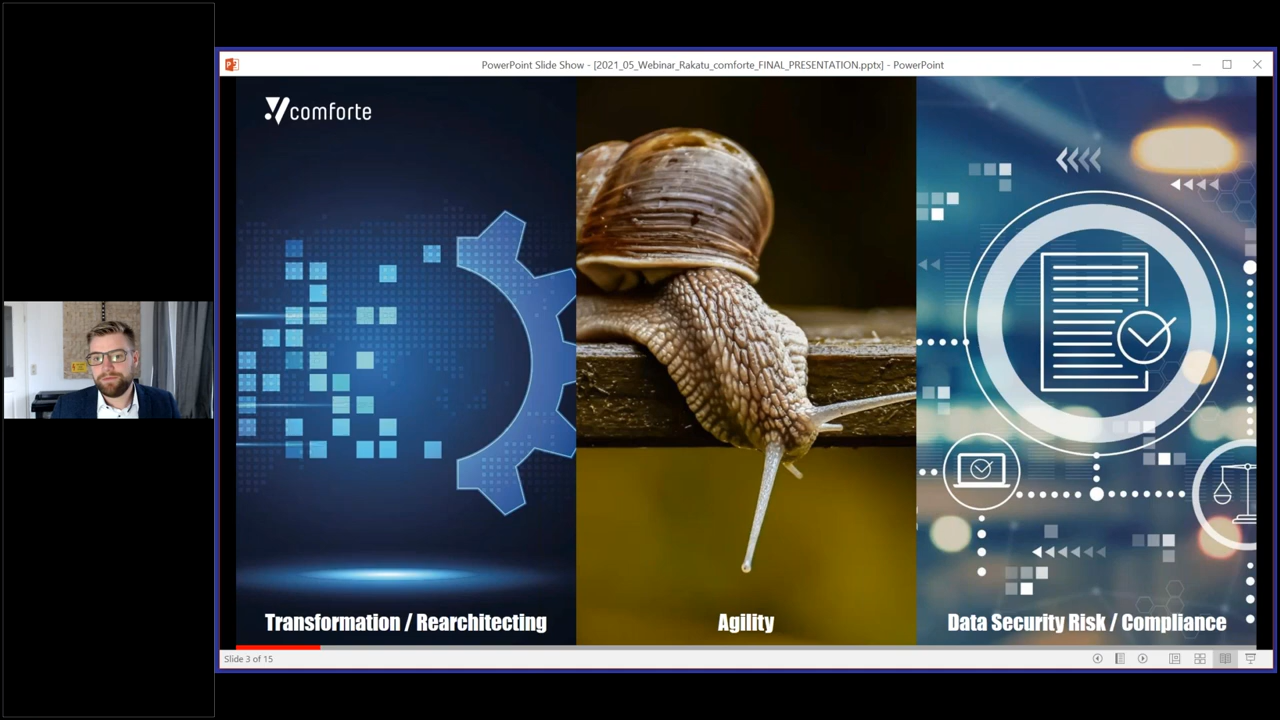 PowerPoint Slide Show - [2021_05_Webinar_Rakatu_comforte_FINAL_PRESENTATION.pptx] - PowerPoint
comforte
Transformation / Rearchitecting
Agility
Data Security Risk / Compliance
Slide 3 of 15